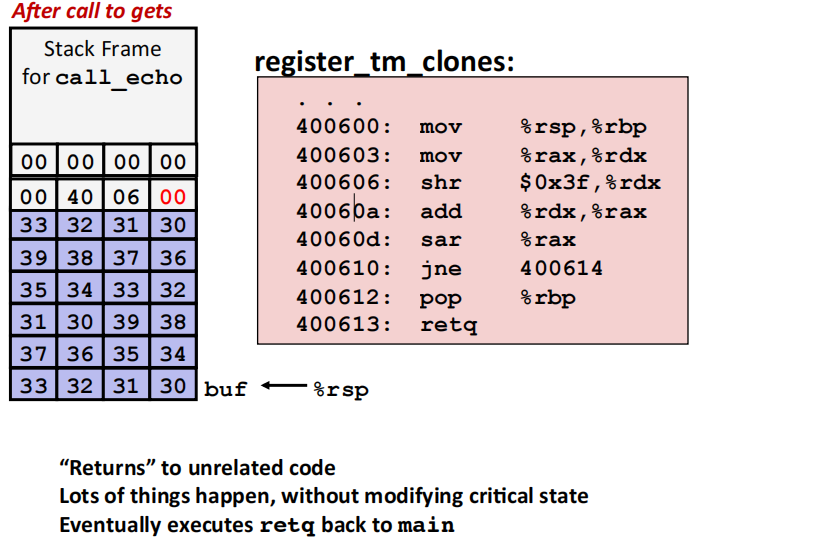 After call to gets
Stack Frame
for call_echo
00 00 00 00
00 40 06 00
33 32 31 30
39 38 37 36
35 34 33 32
31 30 39 38
37 36 35 34
33 32 31 30
buf
%rsp
register_tm_clones:
. . .
400600: mov %rsp,%rbp
400603: mov %rax,%rdx
400606: shr $0x3f,%rdx
40060a: add %rdx,%rax
40060d: sar %rax
400610: jne 400614
400612: pop %rbp
400613: retq
“Returns” to unrelated code
Lots of things happen, without modifying critical state
Eventually executes retq back to main